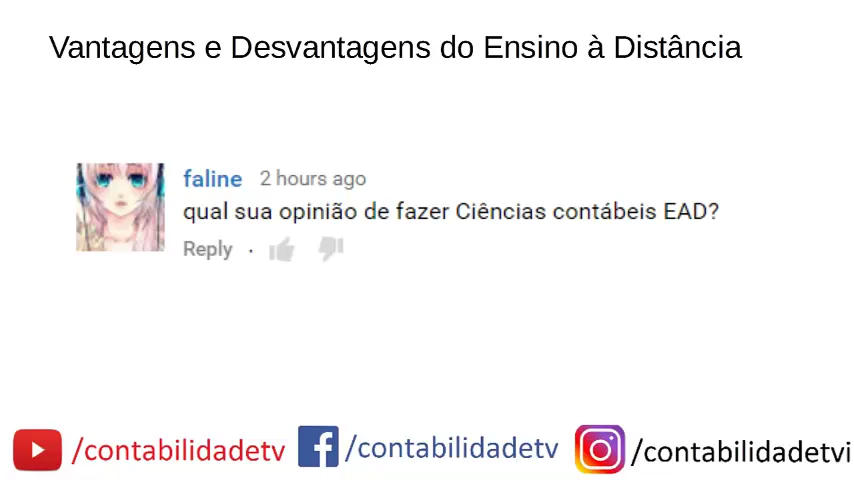 Vantagens e Desvantagens do Ensino à Distância
faline 2 hours ago
qual sua opinião de fazer Ciências contábeis EAD?
Reply ·
/contabilidadetv /contabilidadetv /contabilidadetvi